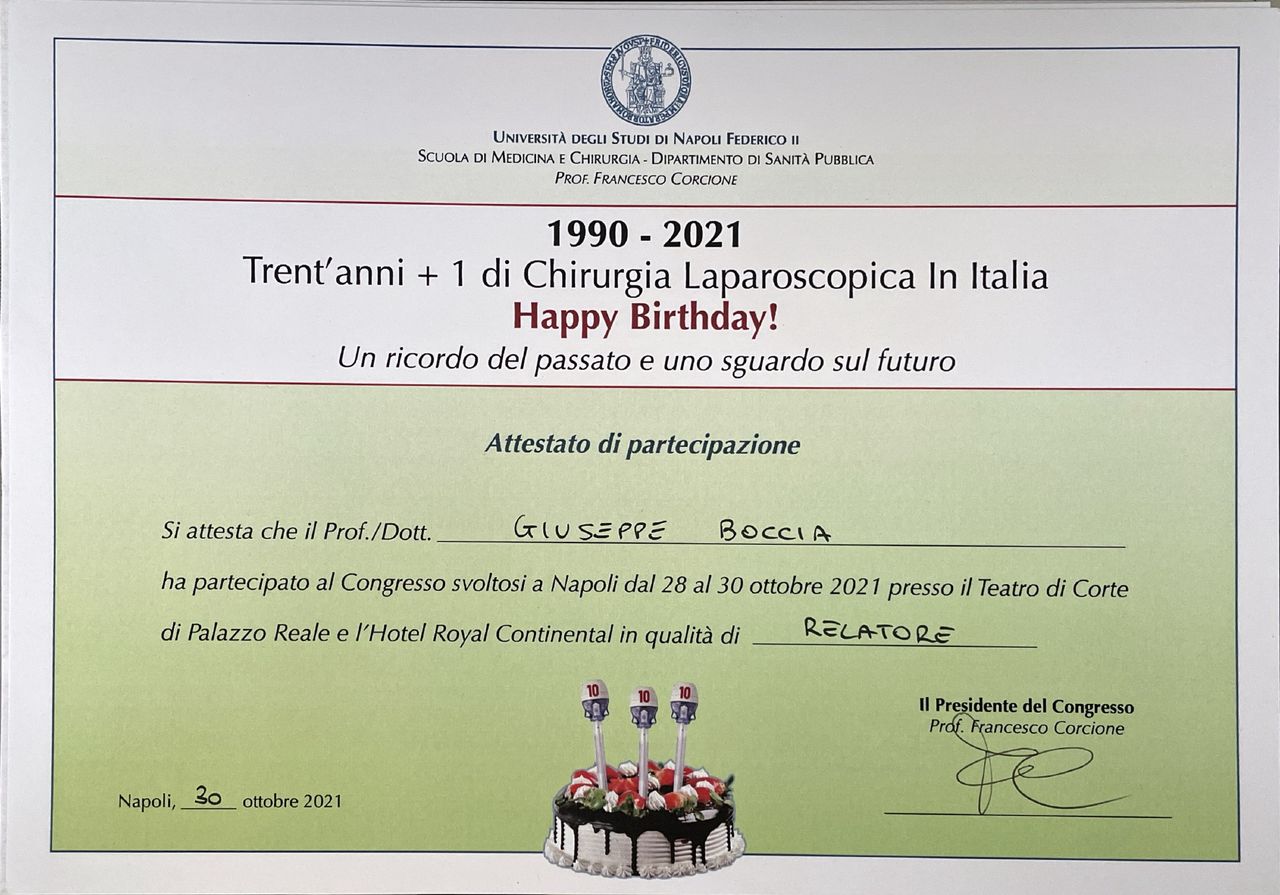 Università degli Studi di Napoli Federico II
Scuola di Medicina e Chirurgia - Dipartimento di Sanità Pubblica
Prof. Francesco Corcione
1990 - 2021
Trent'anni + 1 di Chirurgia Laparoscopica In Italia
Happy Birthday!
Un ricordo del passato e uno sguardo sul futuro
Attestato di partecipazione
Si attesta che il Prof./Dott. GIUSEPPE BOCCIA
ha partecipato al Congresso svoltosi a Napoli dal 28 al 30 ottobre 2021 presso il Teatro di Corte
di Palazzo Reale e l'Hotel Royal Continental in qualità di RELATORE
10 10 10
Il Presidente del Congresso
Prof. Francesco Corcione
Napoli, 30 ottobre 2021